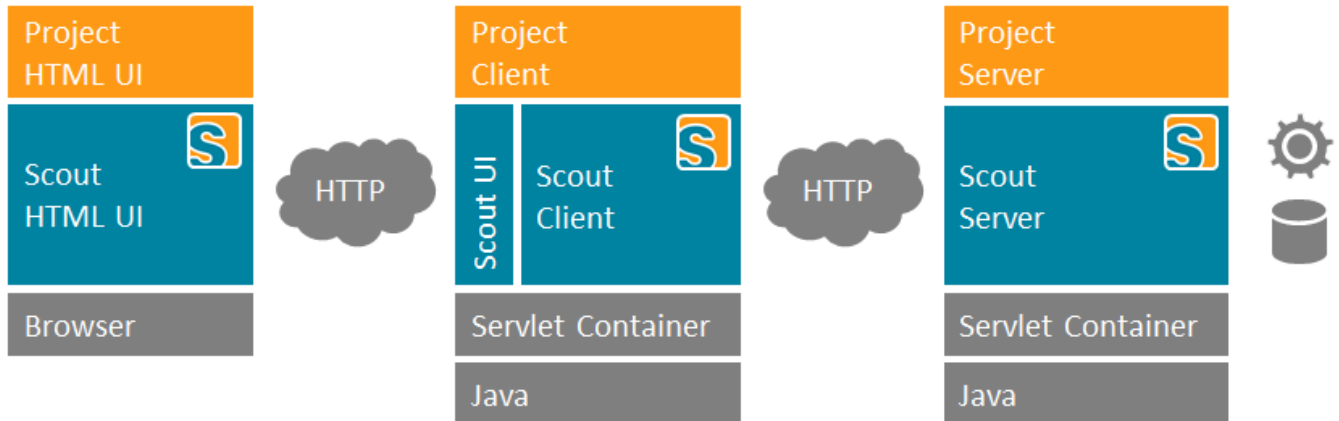 Project
HTML UI
Scout
HTML UI
Browser
HTTP
Project
Client
Scout UI
Scout
Client
Servlet Container
Java
HTTP
Project
Server
Scout
Server
Servlet Container
Java